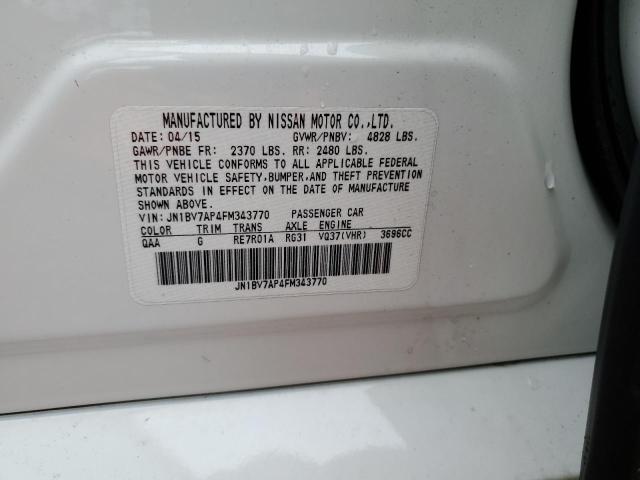 MANUFACTURED BY NISSAN MOTOR CO.,LTD.
DATE: 04/15 GVWR/PNBV: 4828 LBS.
GAWR/PNBE FR: 2370 LBS. RR: 2480 LBS.
THIS VEHICLE CONFORMS TO ALL APPLICABLE FEDERAL
MOTOR VEHICLE SAFETY,BUMPER,AND THEFT PREVENTION
STANDARDS IN EFFECT ON THE DATE OF MANUFACTURE
SHOWN ABOVE.
VIN:JN1BV7AP4FM343770 PASSENGER CAR
COLOR TRIM TRANS AXLE ENGINE
QAA G RE7R01A RG31 VQ37(VHR) 3696CC
JN1BV7AP4FM343770